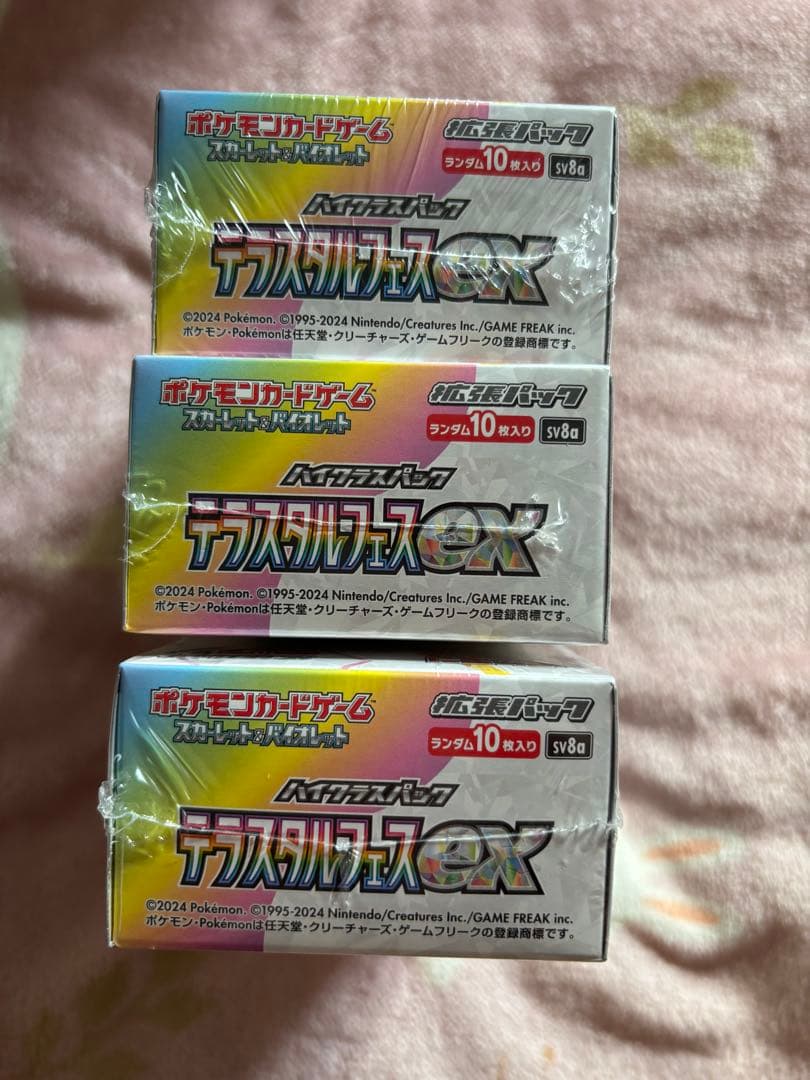 ポケモンカードゲーム 拡張パック
スカーレット&バイオレット ランダム10枚入り sv8a
ハイクラスパック
テラスタルフェスex
©2024 Pokémon. ©1995-2024 Nintendo/Creatures Inc./GAME FREAK inc.
ポケモン・Pokémonは任天堂・クリーチャーズ・ゲームフリークの登録商標です。
ポケモンカードゲーム 拡張パック
スカーレット&バイオレット ランダム10枚入り sv8a
ハイクラスパック
テラスタルフェスex
©2024 Pokémon. ©1995-2024 Nintendo/Creatures Inc./GAME FREAK inc.
ポケモン・Pokémonは任天堂・クリーチャーズ・ゲームフリークの登録商標です。
ポケモンカードゲーム 拡張パック
スカーレット&バイオレット ランダム10枚入り sv8a
ハイクラスパック
テラスタルフェスex
©2024 Pokémon. ©1995-2024 Nintendo/Creatures Inc./GAME FREAK inc.
ポケモン・Pokémonは任天堂・クリーチャーズ・ゲームフリークの登録商標です。